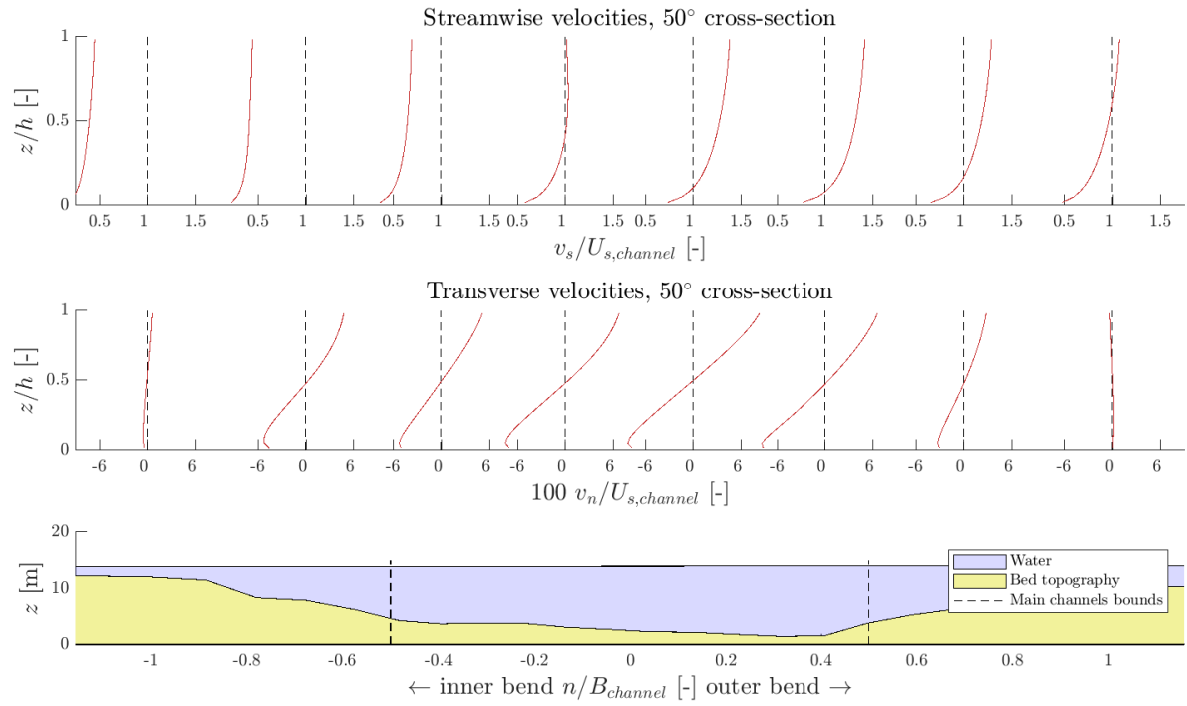 Streamwise velocities, 50° cross-section
1
0.5
0
z/h [-]
0.5 1 1.5 0.5 1 1.5 0.5 1 1.5 0.5 1 1.5 0.5 1 1.5 0.5 1 1.5 0.5 1 1.5 0.5 1 1.5
v_s/U_{s,channel} [-]
Transverse velocities, 50° cross-section
1
0.5
0
z/h [-]
-6 0 6 -6 0 6 -6 0 6 -6 0 6 -6 0 6 -6 0 6 -6 0 6 -6 0 6
100 v_n/U_{s,channel} [-]
20
10
0
z [m]
Water
Bed topography
Main channels bounds
-1 -0.8 -0.6 -0.4 -0.2 0 0.2 0.4 0.6 0.8 1
← inner bend n/B_{channel} [-] outer bend →